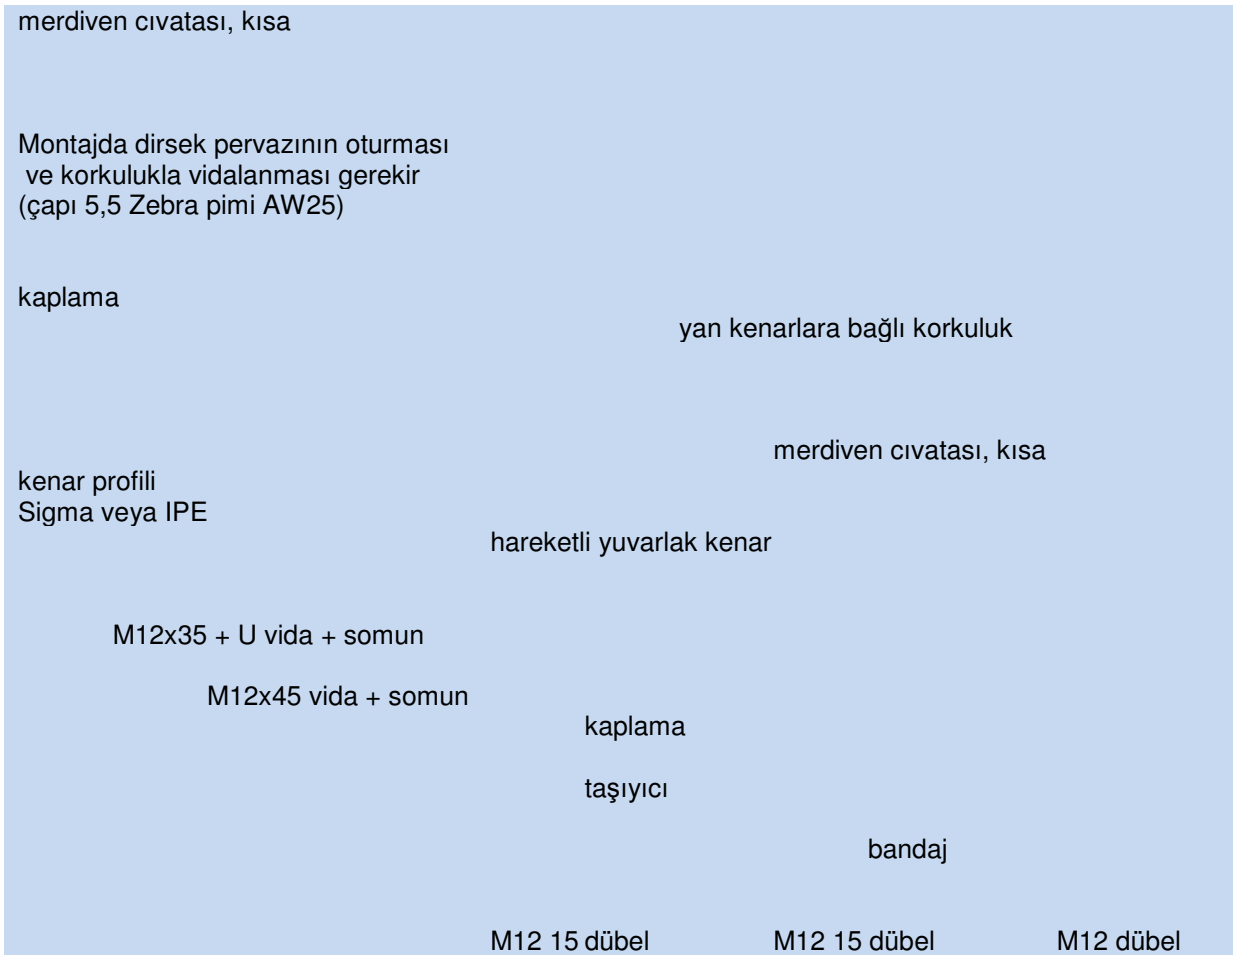 merdiven cıvatası, kısa
Montajda dirsek pervazının oturması
ve korkulukla vidalanması gerekir
(çapı 5,5 Zebra pimi AW25)
kaplama
yan kenarlara bağlı korkuluk
merdiven cıvatası, kısa
kenar profili
Sigma veya IPE
hareketli yuvarlak kenar
M12x35 + U vida + somun
M12x45 vida + somun
kaplama
taşıyıcı
bandaj
M12 15 dübel M12 15 dübel M12 dübel